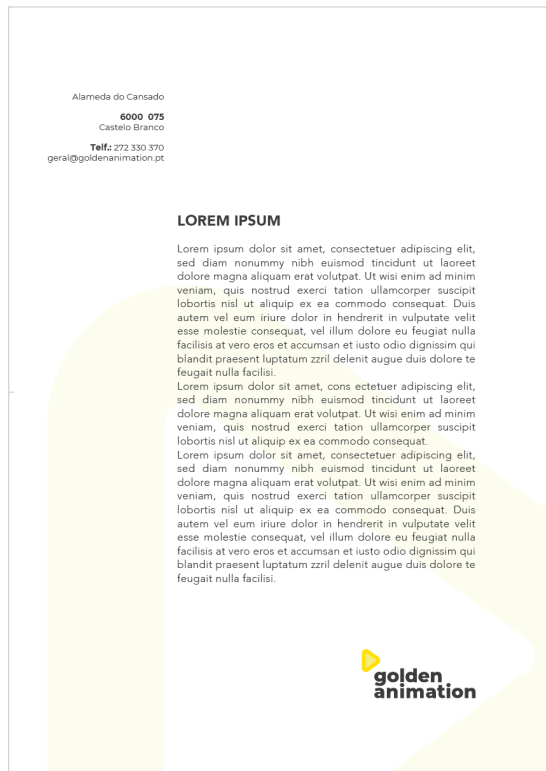 Alameda do Cansado
6000 075
Castelo Branco
Telf.: 272 330 370
geral@goldenanimation.pt
LOREM IPSUM
Lorem ipsum dolor sit amet, consectetuer adipiscing elit,
sed diam nonummy nibh euismod tincidunt ut laoreet
dolore magna aliquam erat volutpat. Ut wisi enim ad minim
veniam, quis nostrud exerci tation ullamcorper suscipit
lobortis nisl ut aliquip ex ea commodo consequat. Duis
autem vel eum iriure dolor in hendrerit in vulputate velit
esse molestie consequat, vel illum dolore eu feugiat nulla
facilisis at vero eros et accumsan et iusto odio dignissim qui
blandit praesent luptatum zzril delenit augue duis dolore te
feugait nulla facilisi.
Lorem ipsum dolor sit amet, cons ectetuer adipiscing elit,
sed diam nonummy nibh euismod tincidunt ut laoreet
dolore magna aliquam erat volutpat. Ut wisi enim ad minim
veniam, quis nostrud exerci tation ullamcorper suscipit
lobortis nisl ut aliquip ex ea commodo consequat.
Lorem ipsum dolor sit amet, consectetuer adipiscing elit,
sed diam nonummy nibh euismod tincidunt ut laoreet
dolore magna aliquam erat volutpat. Ut wisi enim ad minim
veniam, quis nostrud exerci tation ullamcorper suscipit
lobortis nisl ut aliquip ex ea commodo consequat. Duis
autem vel eum iriure dolor in hendrerit in vulputate velit
esse molestie consequat, vel illum dolore eu feugiat nulla
facilisis at vero eros et accumsan et iusto odio dignissim qui
blandit praesent luptatum zzril delenit augue duis dolore te
feugait nulla facilisi.
golden
animation